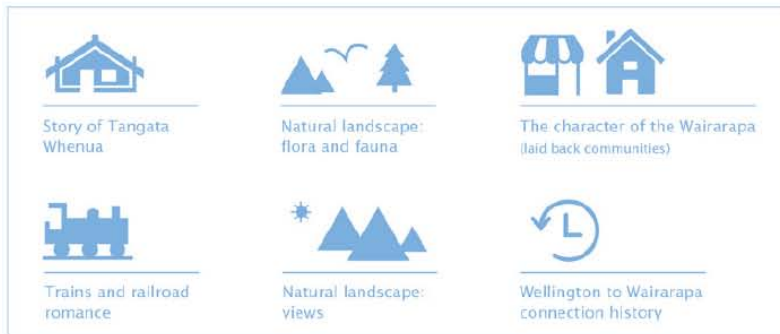 Story of Tangata
Whenua
Natural landscape:
flora and fauna
The character of the Wairarapa
(laid back communities)
Trains and railroad
romance
Natural landscape:
views
Wellington to Wairarapa
connection history